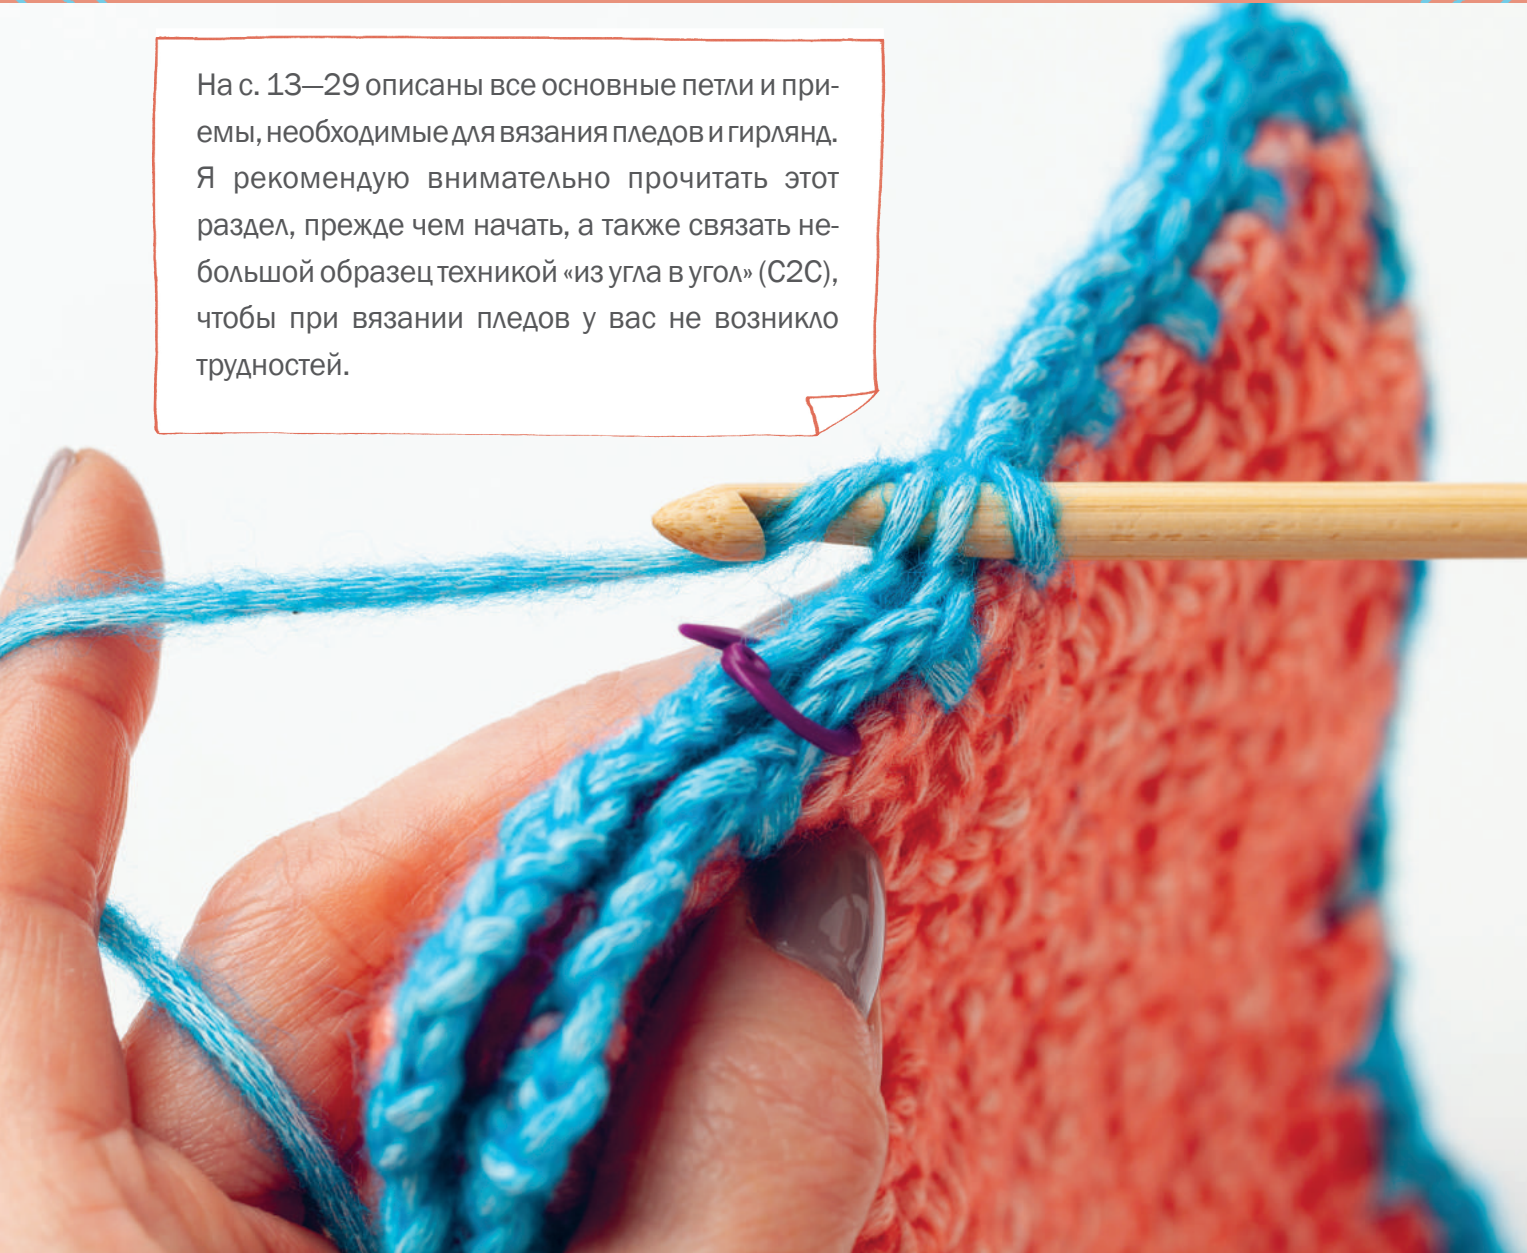 На с. 13—29 описаны все основные петли и при-
емы, необходимые для вязания пледов и гирлянд.
Я рекомендую внимательно прочитать этот
раздел, прежде чем начать, а также связать не-
большой образец техникой «из угла в угол» (С2С),
чтобы при вязании пледов у вас не возникло
трудностей.